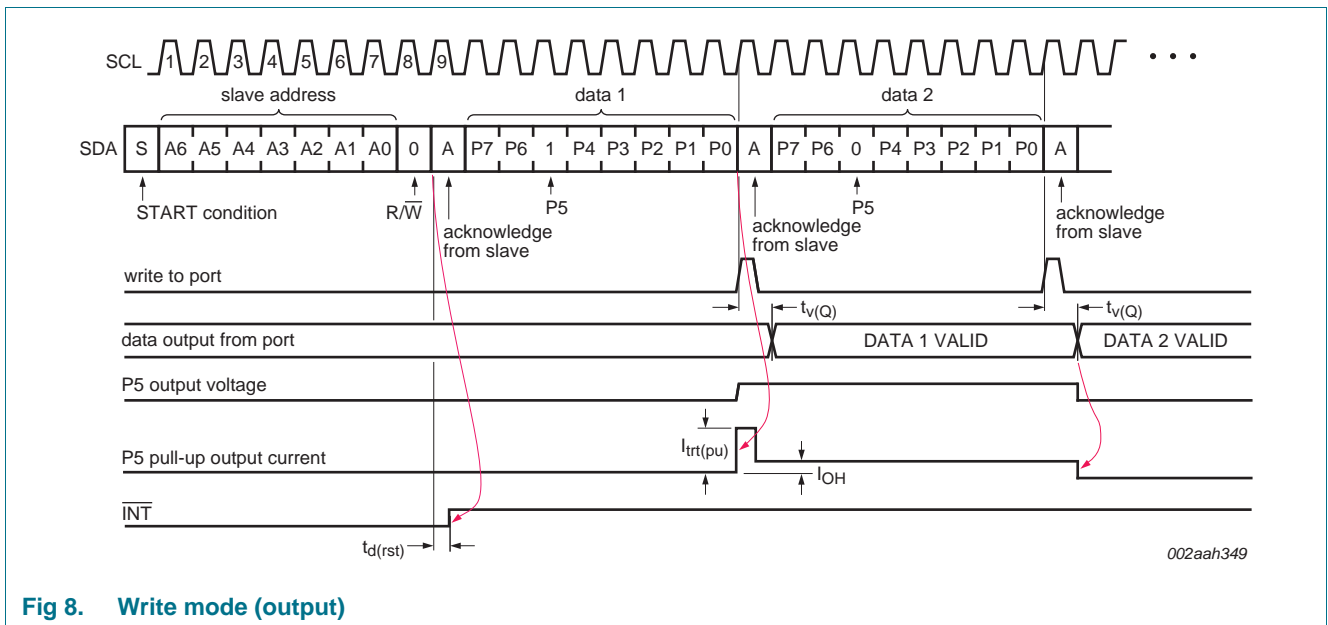 SCL 1 2 3 4 5 6 7 8 9 • • •
slave address data 1 data 2
SDA S A6 A5 A4 A3 A2 A1 A0 0 A P7 P6 1 P4 P3 P2 P1 P0 A P7 P6 0 P4 P3 P2 P1 P0 A
START condition R/W̅ P5 P5
acknowledge
from slave
acknowledge
from slave
acknowledge
from slave
write to port
tv(Q) tv(Q)
data output from port DATA 1 VALID DATA 2 VALID
P5 output voltage
Itrt(pu)
P5 pull-up output current IOH
I̅N̅T̅
td(rst)
002aah349
Fig 8. Write mode (output)